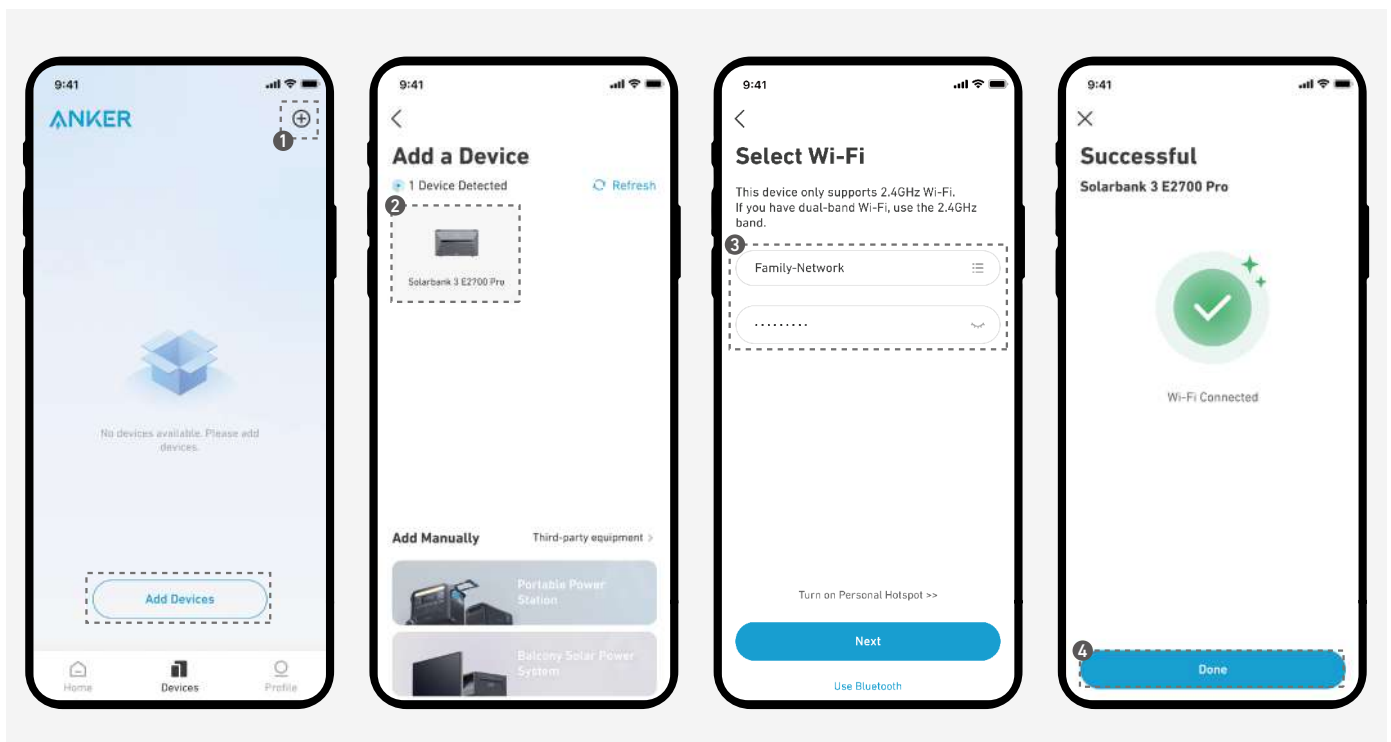 9:41
ANKER
1
No devices available. Please add
devices.
Add Devices
Home
Devices
Profile
9:41
Add a Device
1 Device Detected
Refresh
2
Solarbank 3 E2700 Pro
Add Manually
Third-party equipment >
Portable Power
Station
Balcony Solar Power
System
9:41
Select Wi-Fi
This device only supports 2.4GHz Wi-Fi.
If you have dual-band Wi-Fi, use the 2.4GHz
band.
3
Family-Network
.........
Turn on Personal Hotspot >>
Next
Use Bluetooth
9:41
Successful
Solarbank 3 E2700 Pro
Wi-Fi Connected
4
Done